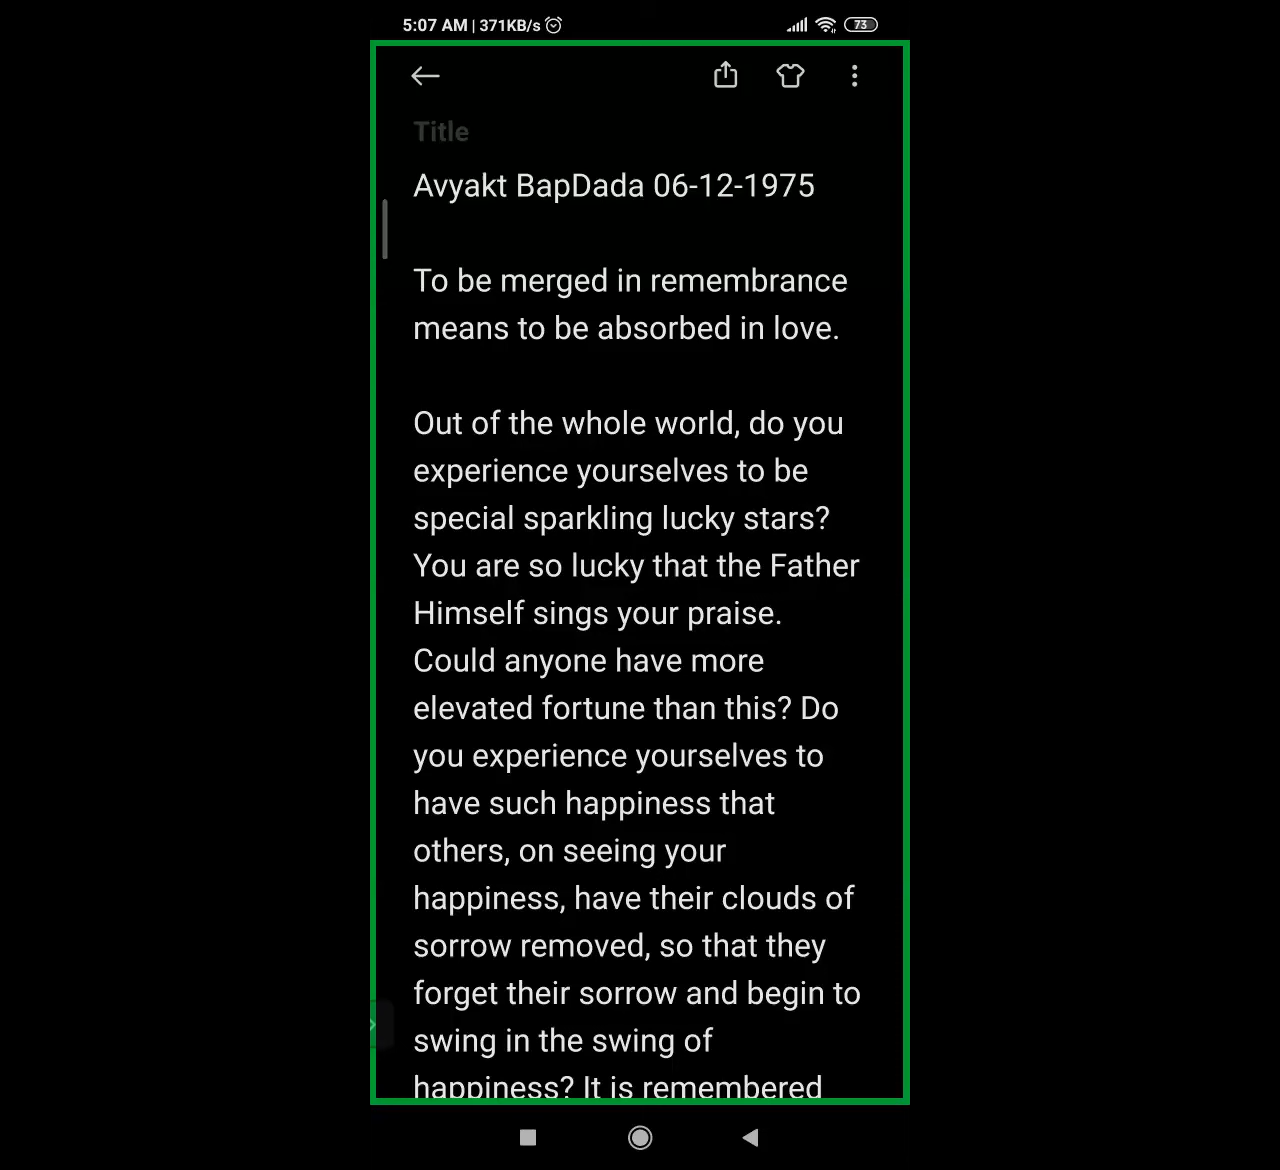 5:07 AM | 371KB/s 73
Title
Avyakt BapDada 06-12-1975
To be merged in remembrance
means to be absorbed in love.
Out of the whole world, do you
experience yourselves to be
special sparkling lucky stars?
You are so lucky that the Father
Himself sings your praise.
Could anyone have more
elevated fortune than this? Do
you experience yourselves to
have such happiness that
others, on seeing your
happiness, have their clouds of
sorrow removed, so that they
forget their sorrow and begin to
swing in the swing of
happiness? It is remembered